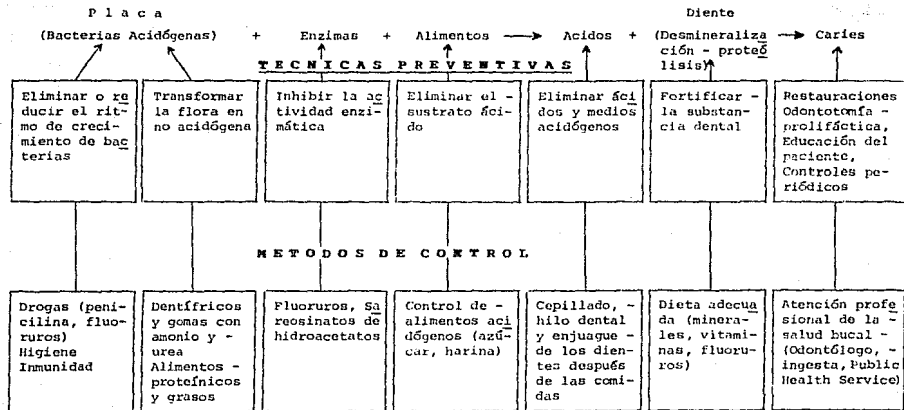 P l a c a
Diente
(Bacterias Acidógenas) + Enzimas + Alimentos → Acidos + (Desmineraliza
ción - proteó
lisis) → Caries
TECNICAS PREVENTIVAS
Eliminar o re
ducir el rit-
mo de creci-
miento de bac
terias
Transformar
la flora en
no acidógena
Inhibir la ac
tividad enzi-
mática
Eliminar el -
sustrato áci-
do
Eliminar áci
dos y medios
acidógenos
Fortificar -
la substan-
cia dental
Restauraciones
Odontotomía -
prolifáctica,
Educación del
paciente,
Controles pe-
riódicos
METODOS DE CONTROL
Drogas (peni-
cilina, fluo-
ruros)
Higiene
Inmunidad
Dentífricos
y gomas con
amonio y -
urea
Alimentos -
proteínicos
y grasos
Fluoruros, Sa
rcosinatos de
hidroacetatos
Control de -
alimentos aci
dógenos (azú-
car, harina)
Cepillado, -
hilo dental
y enjuague -
- de los dien-
tes después
de las comi-
das
Dieta adecua
da (minera-
les, vitami-
nas, fluoru-
ros)
Atención profe
sional de la -
salud bucal -
(Odontólogo, -
ingesta, Public
Health Service)